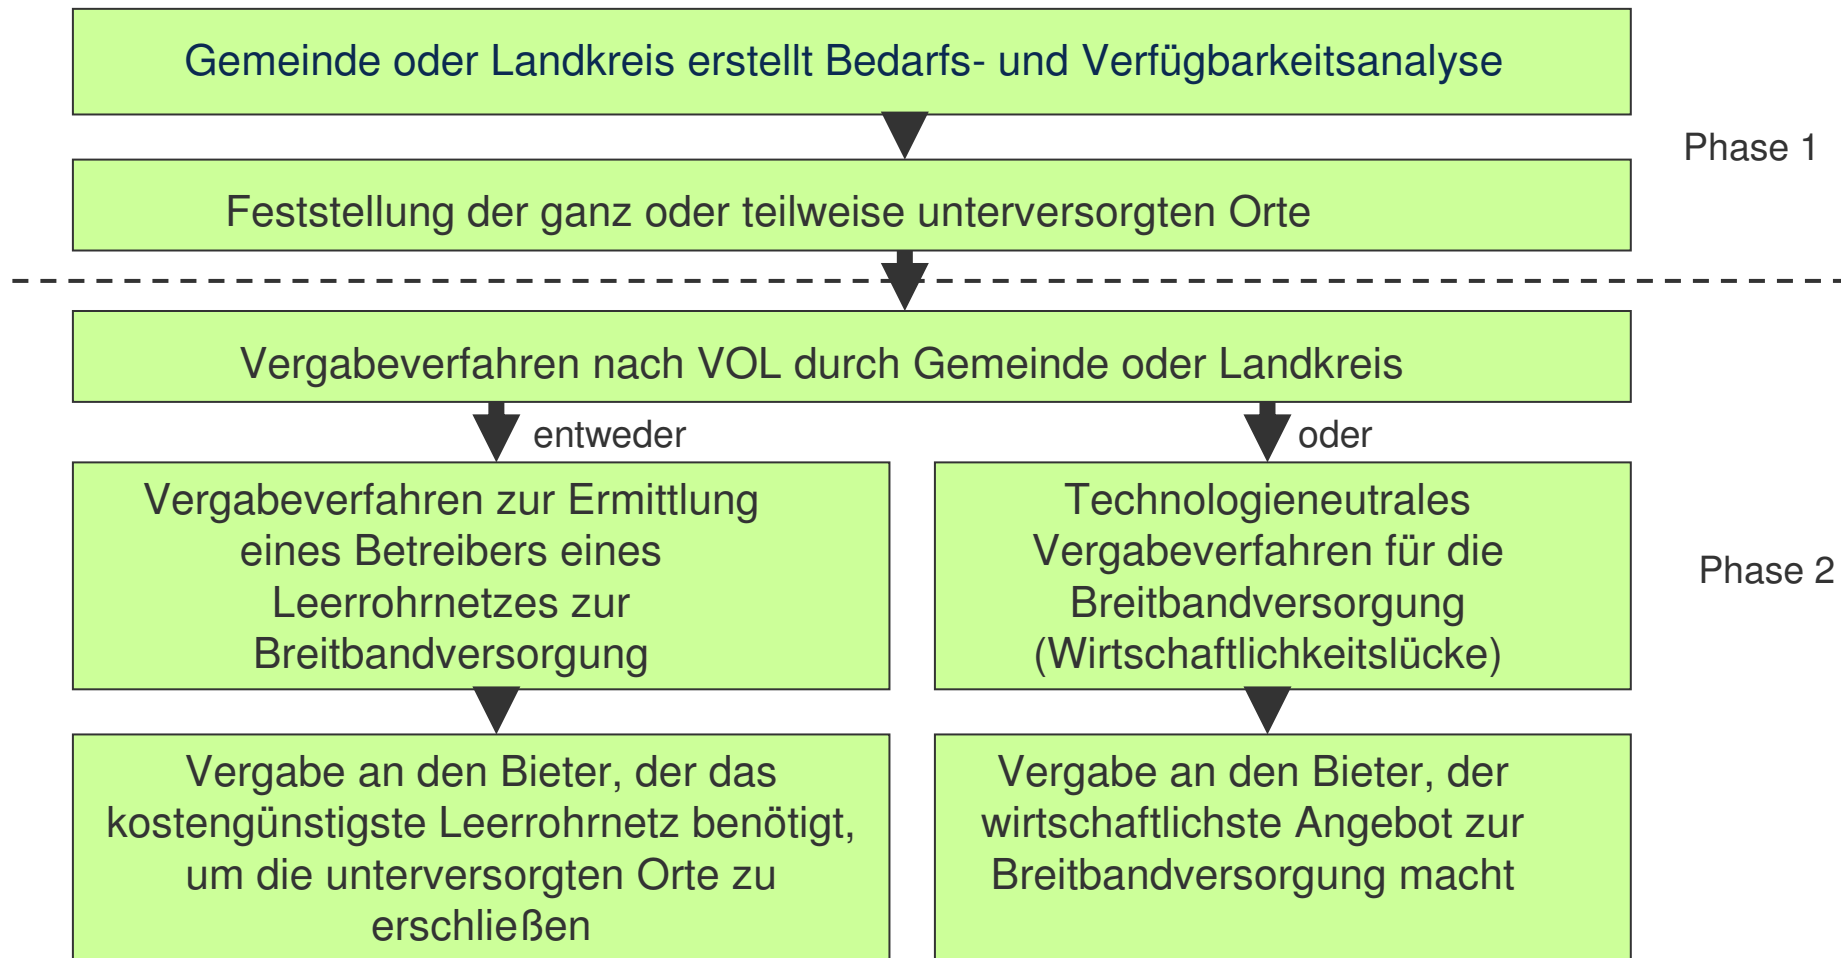 Gemeinde oder Landkreis erstellt Bedarfs- und Verfügbarkeitsanalyse
Phase 1
Feststellung der ganz oder teilweise unterversorgten Orte
Vergabeverfahren nach VOL durch Gemeinde oder Landkreis
entweder
oder
Vergabeverfahren zur Ermittlung
eines Betreibers eines
Leerrohrnetzes zur
Breitbandversorgung
Technologieneutrales
Vergabeverfahren für die
Breitbandversorgung
(Wirtschaftlichkeitslücke)
Phase 2
Vergabe an den Bieter, der das
kostengünstigste Leerrohrnetz benötigt,
um die unterversorgten Orte zu
erschließen
Vergabe an den Bieter, der
wirtschaftlichste Angebot zur
Breitbandversorgung macht